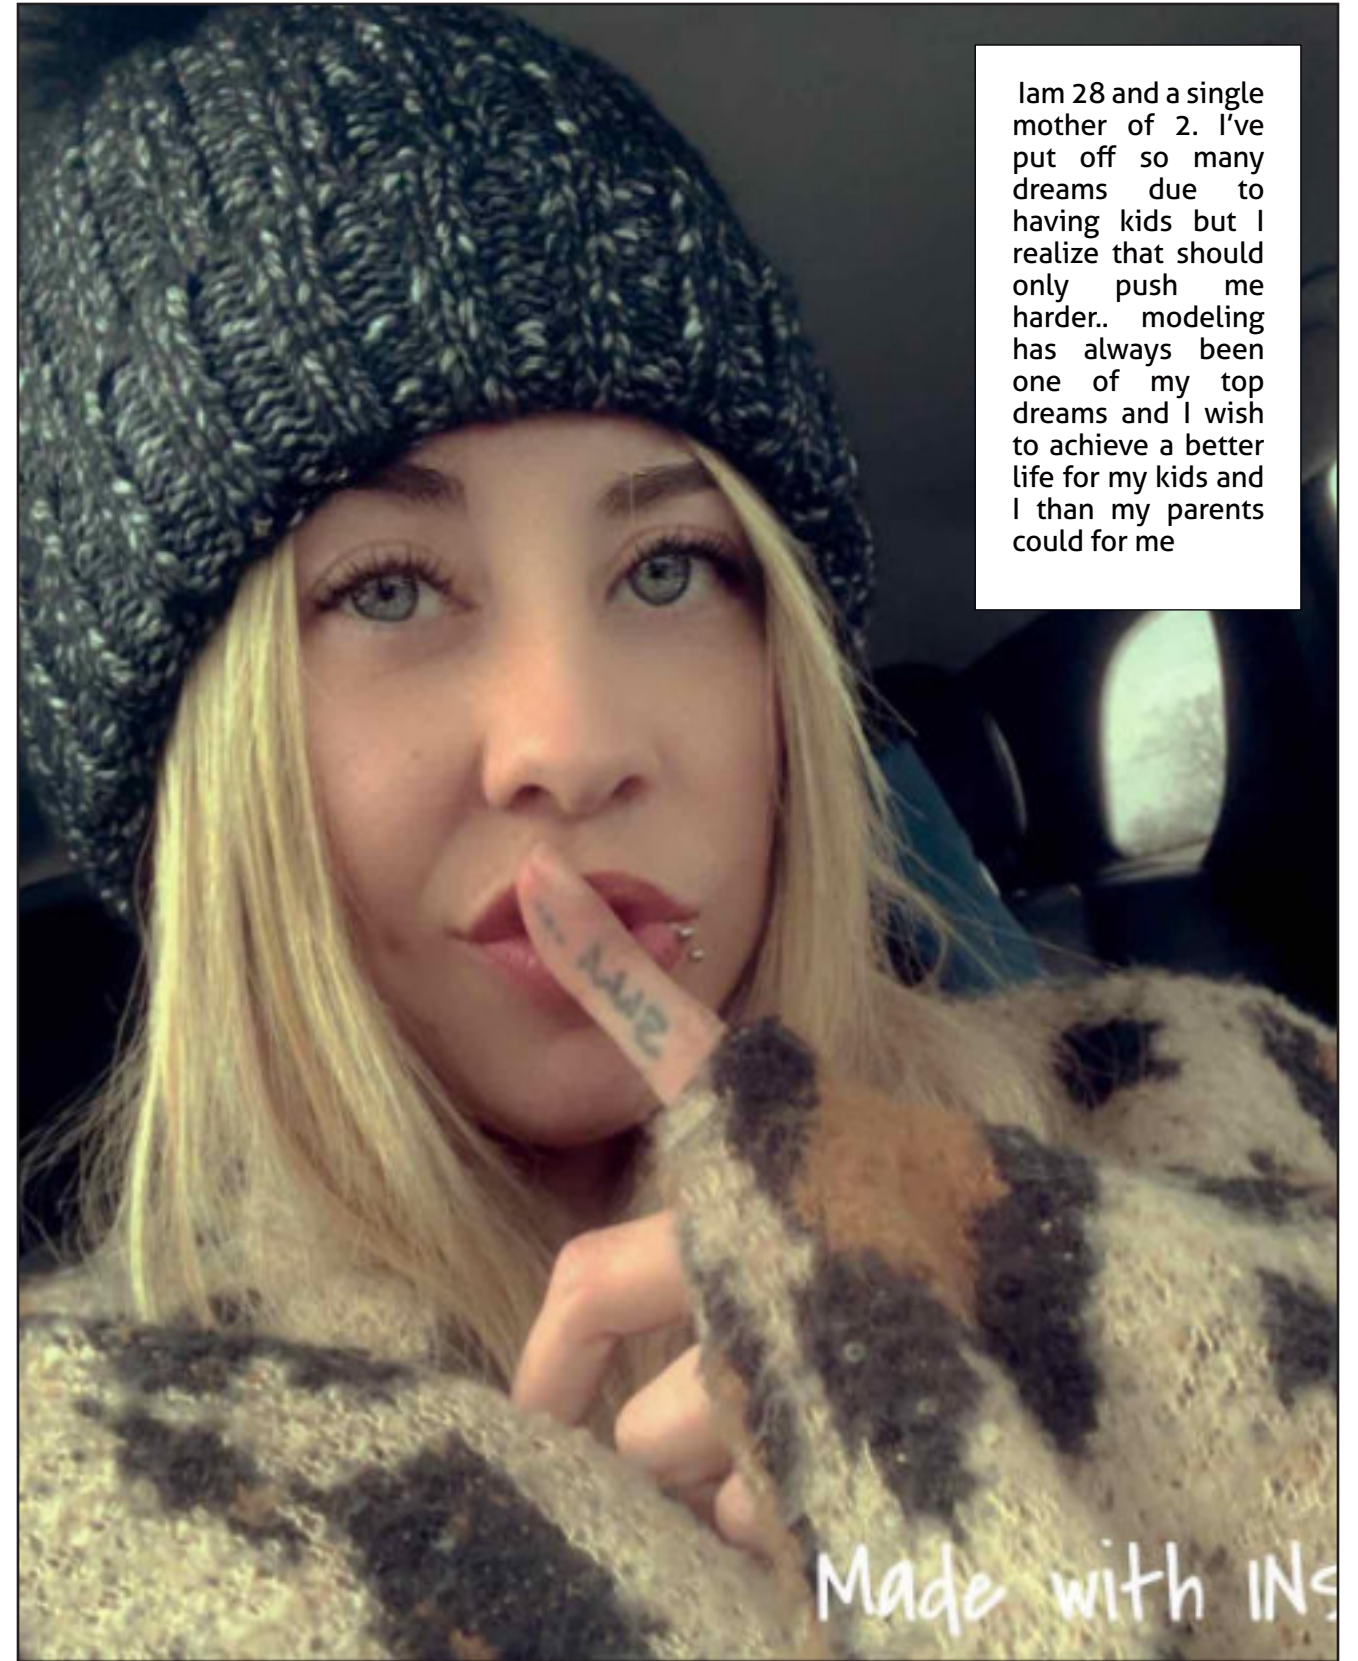 Iam 28 and a single
mother of 2. I’ve
put off so many
dreams due to
having kids but I
realize that should
only push me
harder.. modeling
has always been
one of my top
dreams and I wish
to achieve a better
life for my kids and
I than my parents
could for me
Made with INS